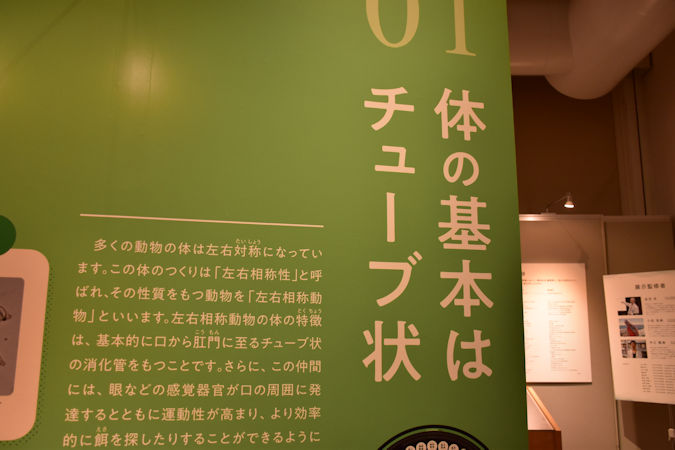 01
体の基本は
チューブ状
多くの動物の体は左右対称になってい
ます。この体のつくりは「左右相称性」と呼
ばれ、その性質をもつ動物を「左右相称動
物」といいます。左右相称動物の体の特徴
は、基本的に口から肛門に至るチューブ状
の消化管をもつことです。さらに、この仲間
には、眼などの感覚器官が口の周囲に発
達するとともに運動性が高まり、より効率
的に餌を探したりすることができるように
展示監修者